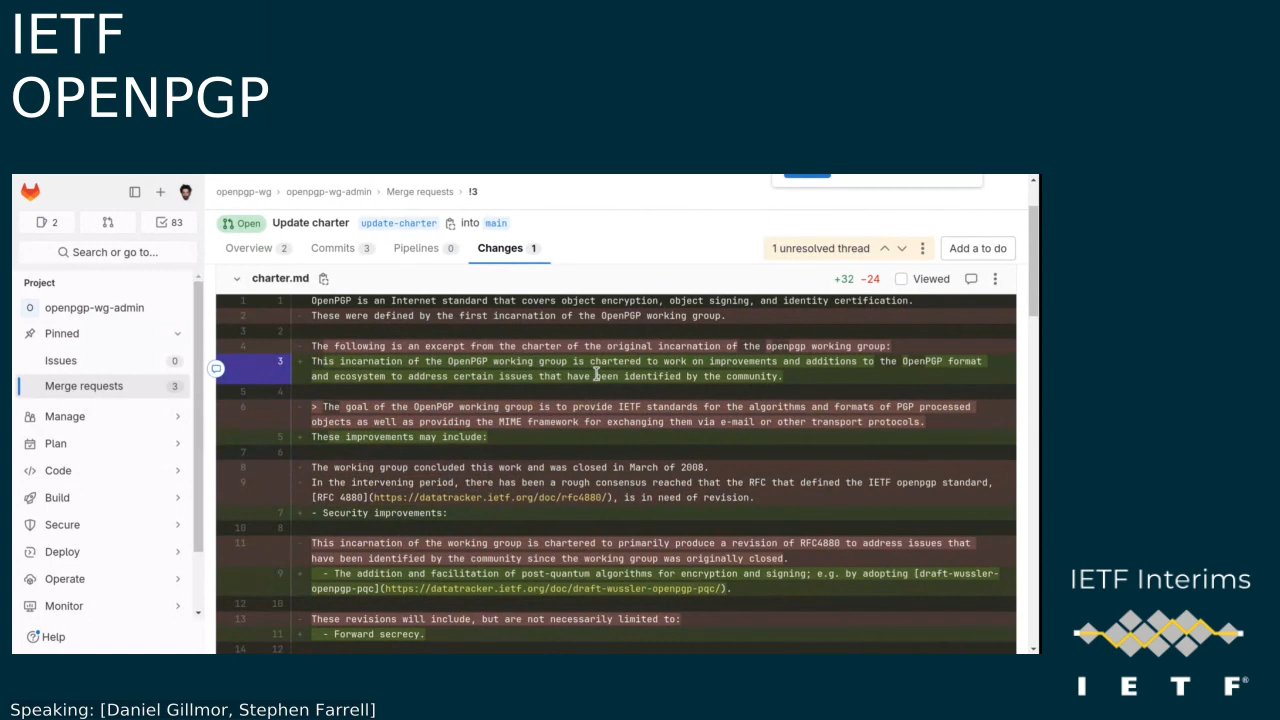 IETF
OPENPGP
openpgp-wg › openpgp-wg-admin › Merge requests › !3
2 83
Open Update charter update-charter into main
Search or go to...
Overview 2 Commits 3 Pipelines 0 Changes 1 1 unresolved thread Add a to do
Project
charter.md +32 −24 Viewed
O openpgp-wg-admin
Pinned
Issues 0
Merge requests 3
Manage
Plan
Code
Build
Secure
Deploy
Operate
Monitor
Help
1 1 OpenPGP is an Internet standard that covers object encryption, object signing, and identity certification.
2 - These were defined by the first incarnation of the OpenPGP working group.
3 2
4 - The following is an excerpt from the charter of the original incarnation of the openpgp working group:
3 + This incarnation of the OpenPGP working group is chartered to work on improvements and additions to the OpenPGP format
and ecosystem to address certain issues that have been identified by the community.
5 4
6 - > The goal of the OpenPGP working group is to provide IETF standards for the algorithms and formats of PGP processed
objects as well as providing the MIME framework for exchanging them via e-mail or other transport protocols.
5 + These improvements may include:
7 6
8 - The working group concluded this work and was closed in March of 2008.
9 - In the intervening period, there has been a rough consensus reached that the RFC that defined the IETF openpgp standard,
[RFC 4880](https://datatracker.ietf.org/doc/rfc4880/), is in need of revision.
7 + - Security improvements:
10 8
11 - This incarnation of the working group is chartered to primarily produce a revision of RFC4880 to address issues that
have been identified by the community since the working group was originally closed.
9 + - The addition and facilitation of post-quantum algorithms for encryption and signing; e.g. by adopting [draft-wussler-
openpgp-pqc](https://datatracker.ietf.org/doc/draft-wussler-openpgp-pqc/).
12 10
13 - These revisions will include, but are not necessarily limited to:
11 + - Forward secrecy.
14 12
IETF Interims
I E T F®
Speaking: [Daniel Gillmor, Stephen Farrell]